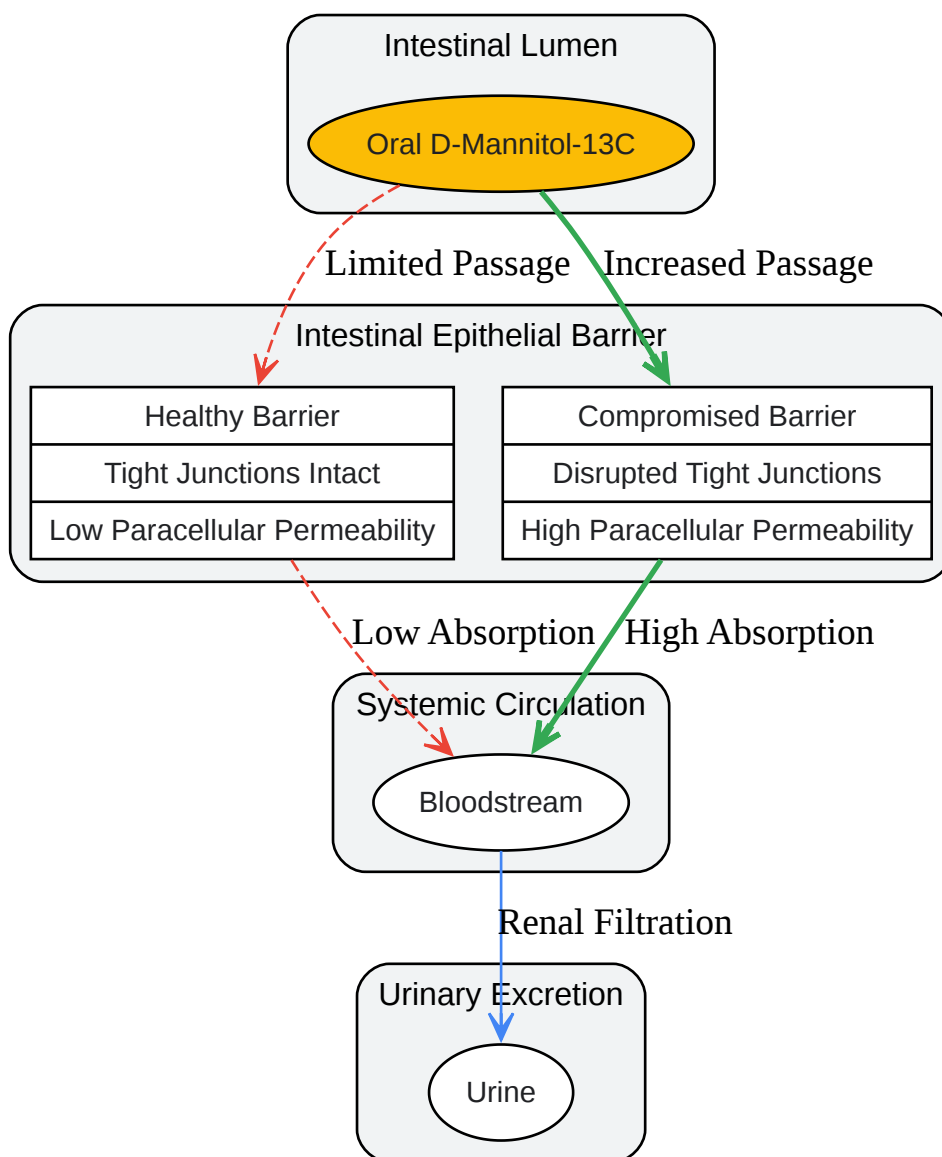 Intestinal Lumen
Oral D-Mannitol-13C
Limited Passage
Increased Passage
Intestinal Epithelial Barrier
Healthy Barrier
Tight Junctions Intact
Low Paracellular Permeability
Compromised Barrier
Disrupted Tight Junctions
High Paracellular Permeability
Low Absorption
High Absorption
Systemic Circulation
Bloodstream
Renal Filtration
Urinary Excretion
Urine